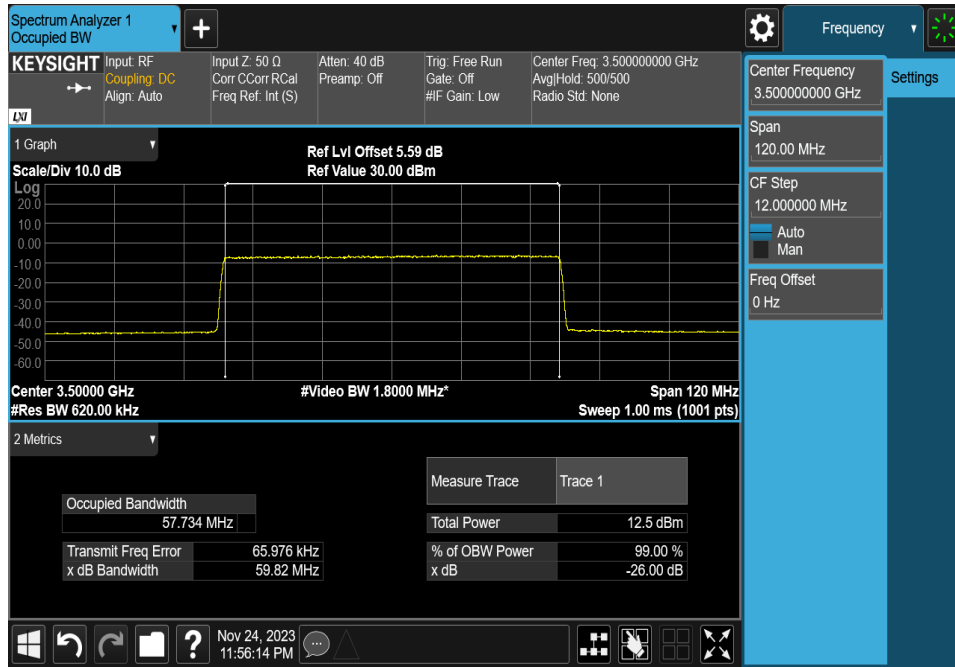 Spectrum Analyzer 1
Occupied BW
+
Frequency
KEYSIGHT
LXI
Input: RF
Coupling: DC
Align: Auto
Input Z: 50 Ω
Corr CCorr RCal
Freq Ref: Int (S)
Atten: 40 dB
Preamp: Off
Trig: Free Run
Gate: Off
#IF Gain: Low
Center Freq: 3.500000000 GHz
Avg|Hold: 500/500
Radio Std: None
Center Frequency
3.500000000 GHz
Settings
Span
120.00 MHz
CF Step
12.000000 MHz
Auto
Man
Freq Offset
0 Hz
1 Graph
Scale/Div 10.0 dB
Ref Lvl Offset 5.59 dB
Ref Value 30.00 dBm
Log
20.0
10.0
0.00
-10.0
-20.0
-30.0
-40.0
-50.0
-60.0
Center 3.50000 GHz
#Video BW 1.8000 MHz*
Span 120 MHz
#Res BW 620.00 kHz
Sweep 1.00 ms (1001 pts)
2 Metrics
Measure Trace Trace 1
Occupied Bandwidth
57.734 MHz
Total Power 12.5 dBm
Transmit Freq Error 65.976 kHz
% of OBW Power 99.00 %
x dB Bandwidth 59.82 MHz
x dB -26.00 dB
?
Nov 24, 2023
11:56:14 PM